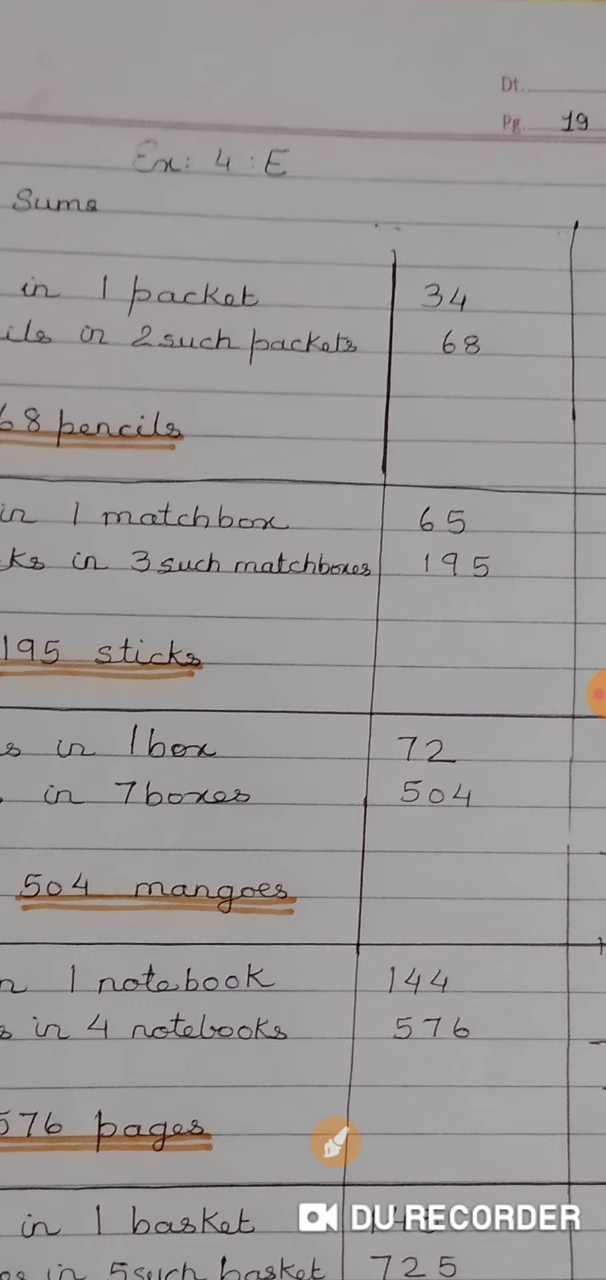 Dt.
Pg. 19
Ex: 4 : E
Sums
in 1 packet 34
ils in 2 such packets 68
68 pencils
in 1 matchbox 65
ks in 3 such matchboxes 195
195 sticks
s in 1 box 72
in 7 boxes 504
504 mangoes
n 1 notebook 144
s in 4 notebooks 576
576 pages
in 1 basket
DU RECORDER
in 5 such basket 725